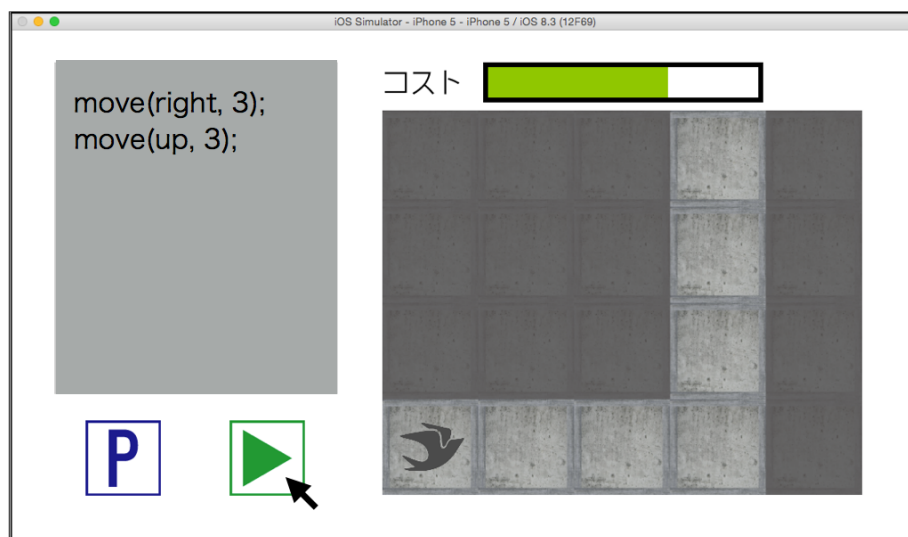 iOS Simulator - iPhone 5 - iPhone 5 / iOS 8.3 (12F69)
move(right, 3);
move(up, 3);
コスト
P